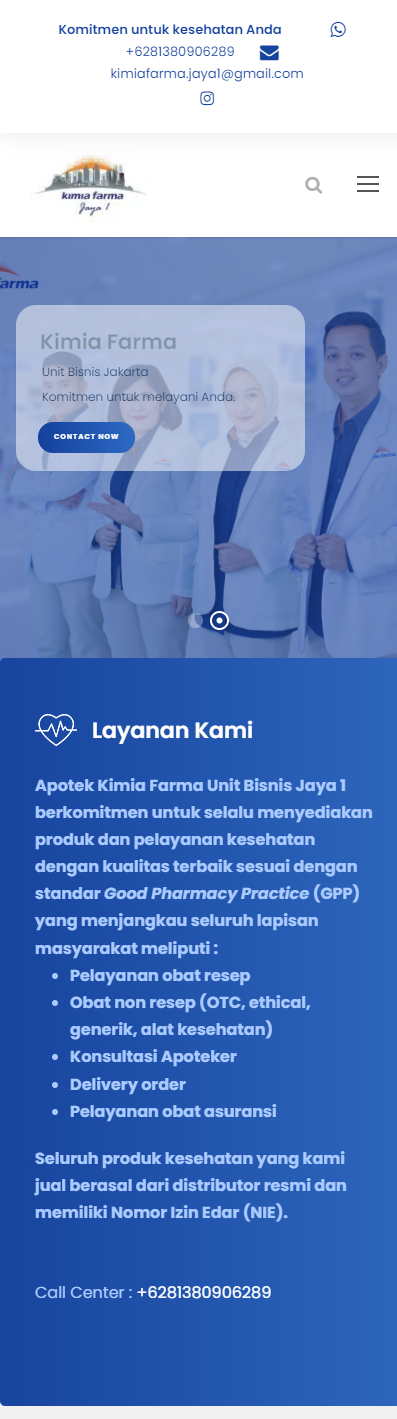 Komitmen untuk kesehatan Anda
+6281380906289
kimiafarma.jaya1@gmail.com
kimia farma
Jaya 1
arma
Kimia Farma
Unit Bisnis Jakarta
Komitmen untuk melayani Anda.
CONTACT NOW
Layanan Kami
Apotek Kimia Farma Unit Bisnis Jaya 1
berkomitmen untuk selalu menyediakan
produk dan pelayanan kesehatan
dengan kualitas terbaik sesuai dengan
standar Good Pharmacy Practice (GPP)
yang menjangkau seluruh lapisan
masyarakat meliputi :
• Pelayanan obat resep
• Obat non resep (OTC, ethical,
generik, alat kesehatan)
• Konsultasi Apoteker
• Delivery order
• Pelayanan obat asuransi
Seluruh produk kesehatan yang kami
jual berasal dari distributor resmi dan
memiliki Nomor Izin Edar (NIE).
Call Center : +6281380906289